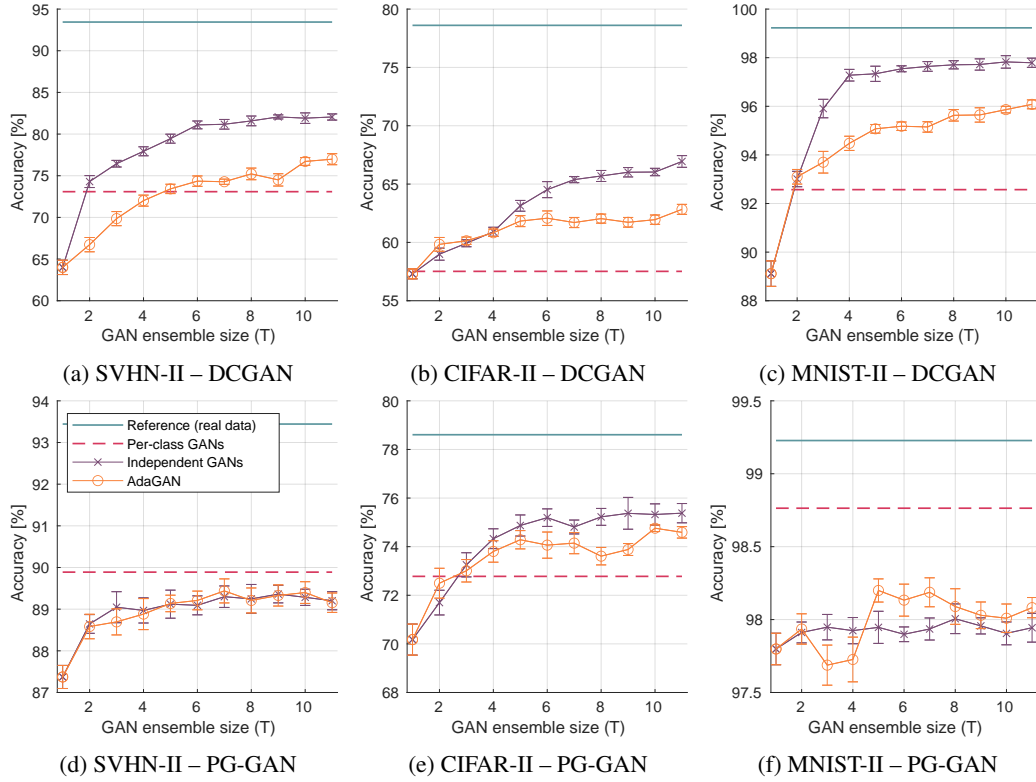 95
90
85
80
75
70
65
60
Accuracy [%]
2 4 6 8 10
GAN ensemble size (T)
(a) SVHN-II – DCGAN
80
75
70
65
60
55
Accuracy [%]
2 4 6 8 10
GAN ensemble size (T)
(b) CIFAR-II – DCGAN
100
98
96
94
92
90
88
Accuracy [%]
2 4 6 8 10
GAN ensemble size (T)
(c) MNIST-II – DCGAN
94
93
92
91
90
89
88
87
Accuracy [%]
Reference (real data)
Per-class GANs
Independent GANs
AdaGAN
2 4 6 8 10
GAN ensemble size (T)
(d) SVHN-II – PG-GAN
80
78
76
74
72
70
68
Accuracy [%]
2 4 6 8 10
GAN ensemble size (T)
(e) CIFAR-II – PG-GAN
99.5
99
98.5
98
97.5
Accuracy [%]
2 4 6 8 10
GAN ensemble size (T)
(f) MNIST-II – PG-GAN